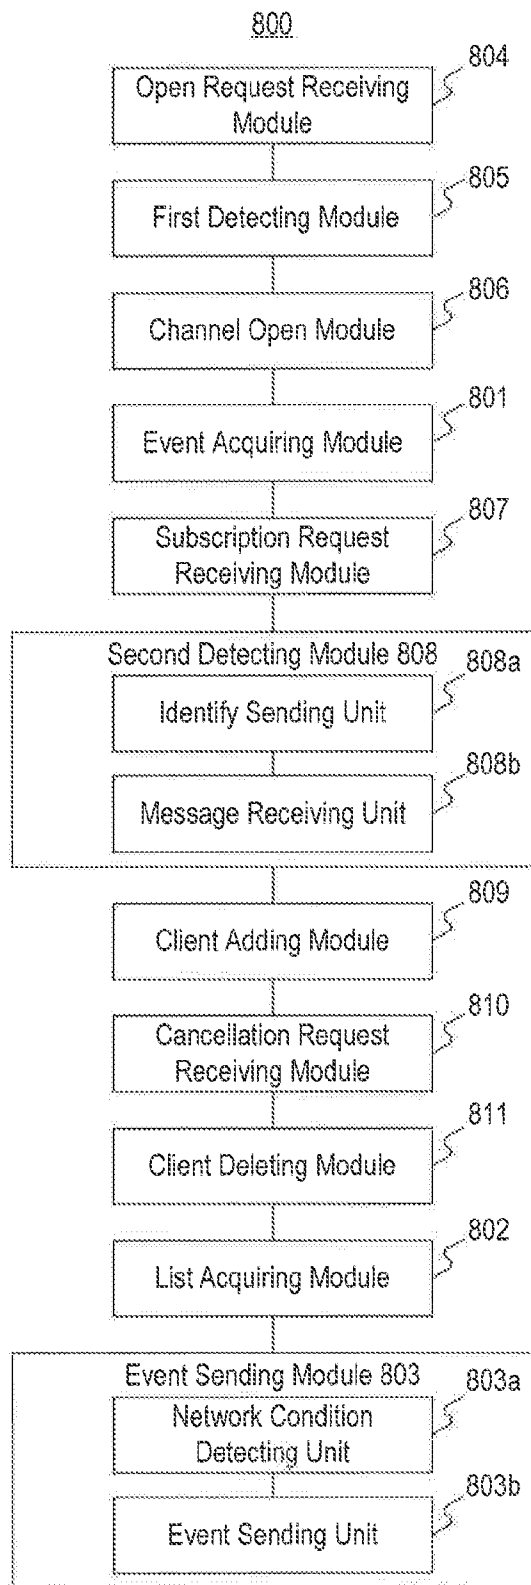 800
804
Open Request Receiving
Module
805
First Detecting Module
806
Channel Open Module
801
Event Acquiring Module
807
Subscription Request
Receiving Module
Second Detecting Module 808
808a
Identify Sending Unit
808b
Message Receiving Unit
809
Client Adding Module
810
Cancellation Request
Receiving Module
811
Client Deleting Module
802
List Acquiring Module
Event Sending Module 803
803a
Network Condition
Detecting Unit
803b
Event Sending Unit